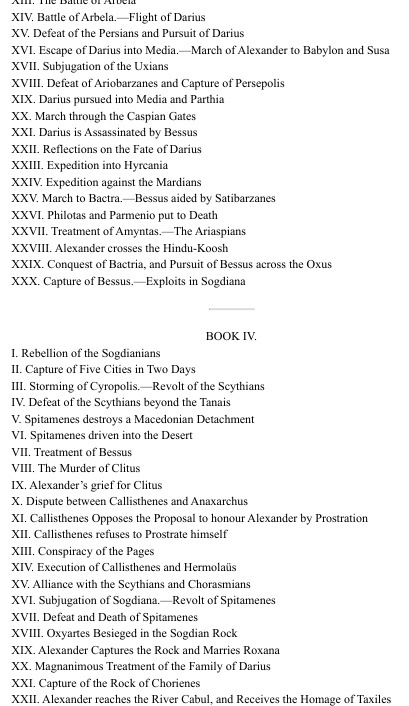 XIII. The Battle of Arbela
XIV. Battle of Arbela.—Flight of Darius
XV. Defeat of the Persians and Pursuit of Darius
XVI. Escape of Darius into Media.—March of Alexander to Babylon and Susa
XVII. Subjugation of the Uxians
XVIII. Defeat of Ariobarzanes and Capture of Persepolis
XIX. Darius pursued into Media and Parthia
XX. March through the Caspian Gates
XXI. Darius is Assassinated by Bessus
XXII. Reflections on the Fate of Darius
XXIII. Expedition into Hyrcania
XXIV. Expedition against the Mardians
XXV. March to Bactra.—Bessus aided by Satibarzanes
XXVI. Philotas and Parmenio put to Death
XXVII. Treatment of Amyntas.—The Ariaspians
XXVIII. Alexander crosses the Hindu-Koosh
XXIX. Conquest of Bactria, and Pursuit of Bessus across the Oxus
XXX. Capture of Bessus.—Exploits in Sogdiana
BOOK IV.
I. Rebellion of the Sogdianians
II. Capture of Five Cities in Two Days
III. Storming of Cyropolis.—Revolt of the Scythians
IV. Defeat of the Scythians beyond the Tanais
V. Spitamenes destroys a Macedonian Detachment
VI. Spitamenes driven into the Desert
VII. Treatment of Bessus
VIII. The Murder of Clitus
IX. Alexander’s grief for Clitus
X. Dispute between Callisthenes and Anaxarchus
XI. Callisthenes Opposes the Proposal to honour Alexander by Prostration
XII. Callisthenes refuses to Prostrate himself
XIII. Conspiracy of the Pages
XIV. Execution of Callisthenes and Hermolaüs
XV. Alliance with the Scythians and Chorasmians
XVI. Subjugation of Sogdiana.—Revolt of Spitamenes
XVII. Defeat and Death of Spitamenes
XVIII. Oxyartes Besieged in the Sogdian Rock
XIX. Alexander Captures the Rock and Marries Roxana
XX. Magnanimous Treatment of the Family of Darius
XXI. Capture of the Rock of Chorienes
XXII. Alexander reaches the River Cabul, and Receives the Homage of Taxiles